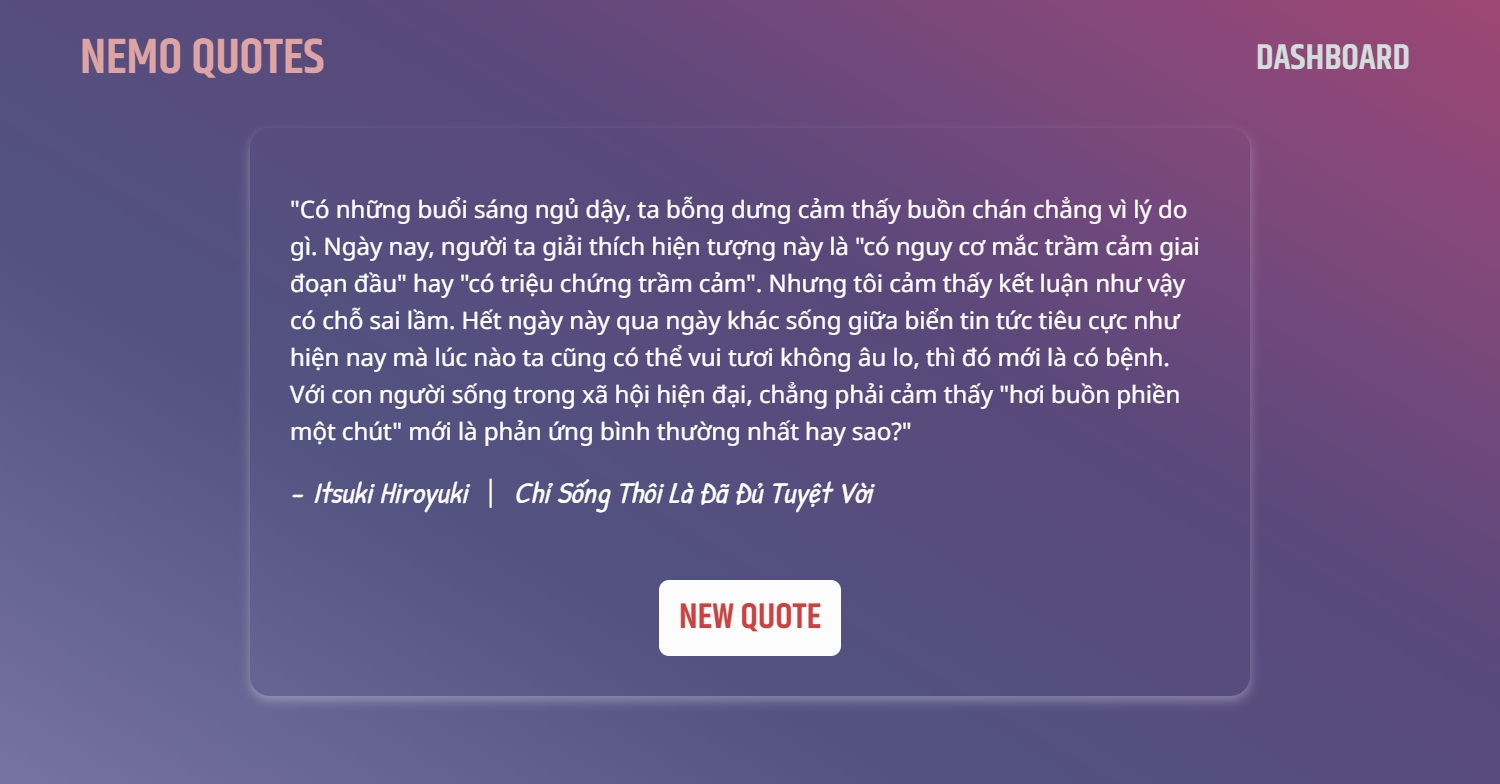 NEMO QUOTES
DASHBOARD
"Có những buổi sáng ngủ dậy, ta bỗng dưng cảm thấy buồn chán chẳng vì lý do
gì. Ngày nay, người ta giải thích hiện tượng này là "có nguy cơ mắc trầm cảm giai
đoạn đầu" hay "có triệu chứng trầm cảm". Nhưng tôi cảm thấy kết luận như vậy
có chỗ sai lầm. Hết ngày này qua ngày khác sống giữa biển tin tức tiêu cực như
hiện nay mà lúc nào ta cũng có thể vui tươi không âu lo, thì đó mới là có bệnh.
Với con người sống trong xã hội hiện đại, chẳng phải cảm thấy "hơi buồn phiền
một chút" mới là phản ứng bình thường nhất hay sao?"
– Itsuki Hiroyuki | Chỉ Sống Thôi Là Đã Đủ Tuyệt Vời
NEW QUOTE